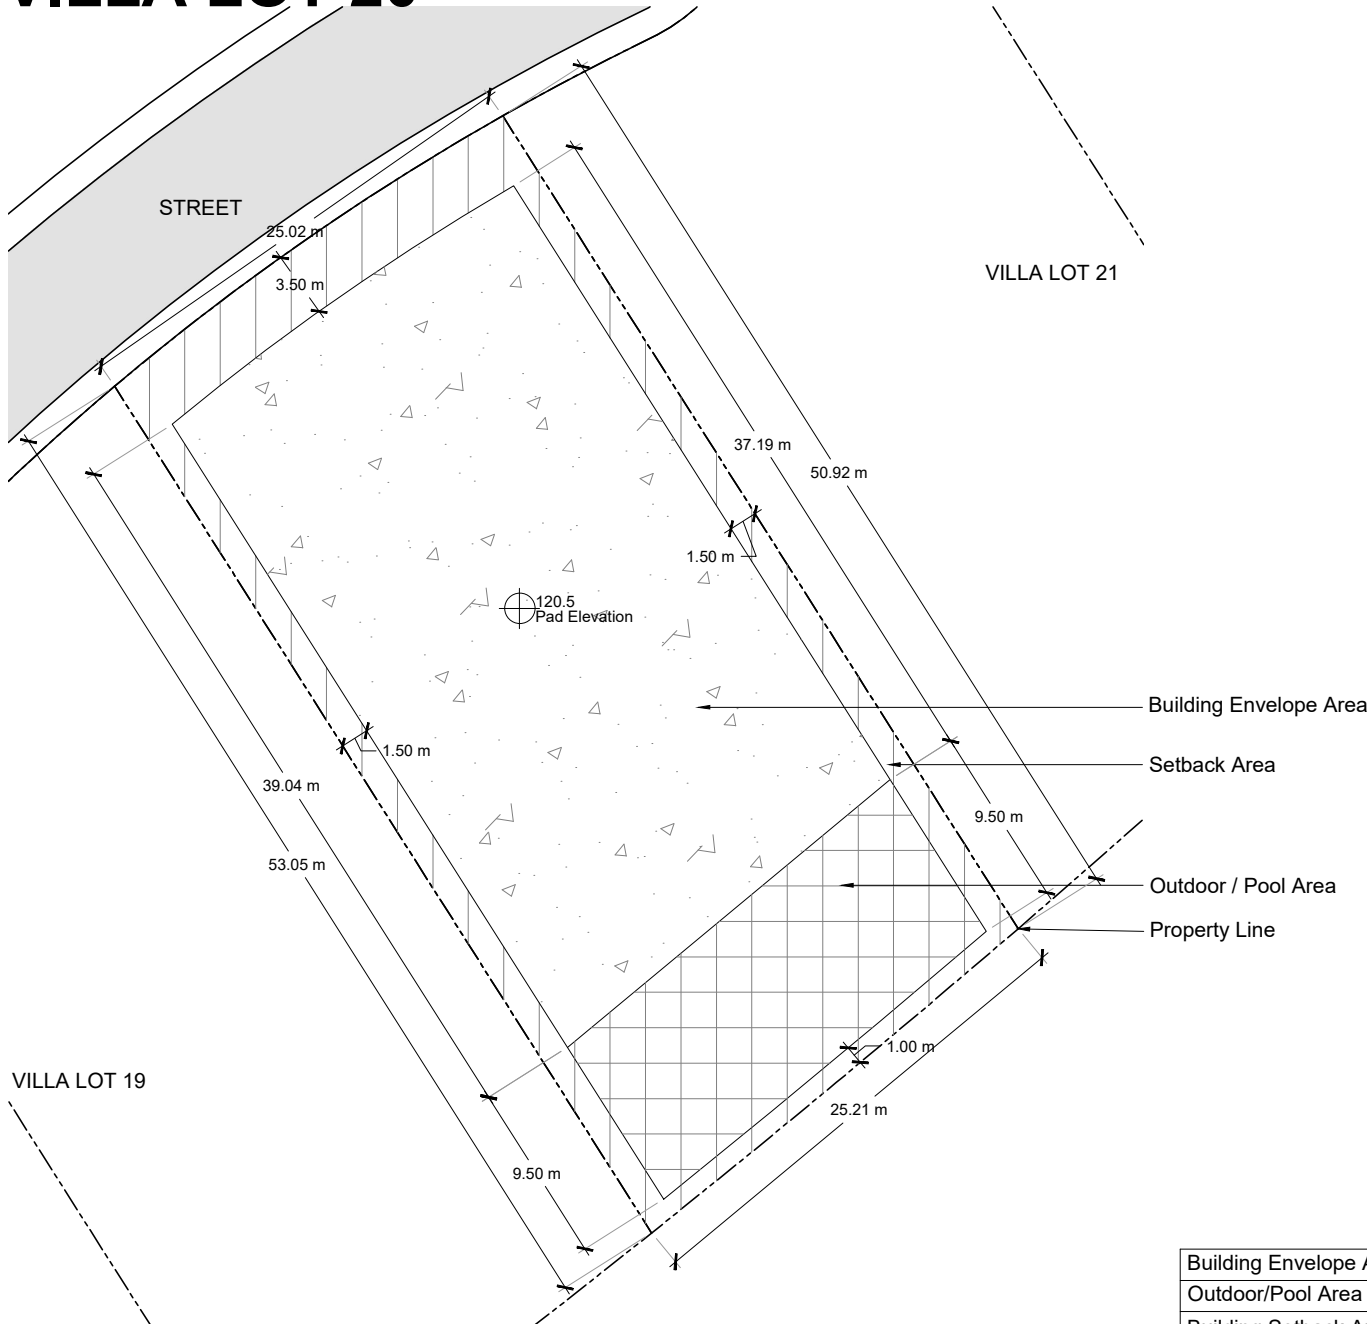 STREET
25.02 m
3.50 m
VILLA LOT 21
37.19 m
50.92 m
1.50 m
120.5
Pad Elevation
Building Envelope Area
1.50 m
Setback Area
39.04 m
9.50 m
53.05 m
Outdoor / Pool Area
Property Line
1.00 m
VILLA LOT 19
25.21 m
9.50 m
Building Envelope
Outdoor/Pool Area